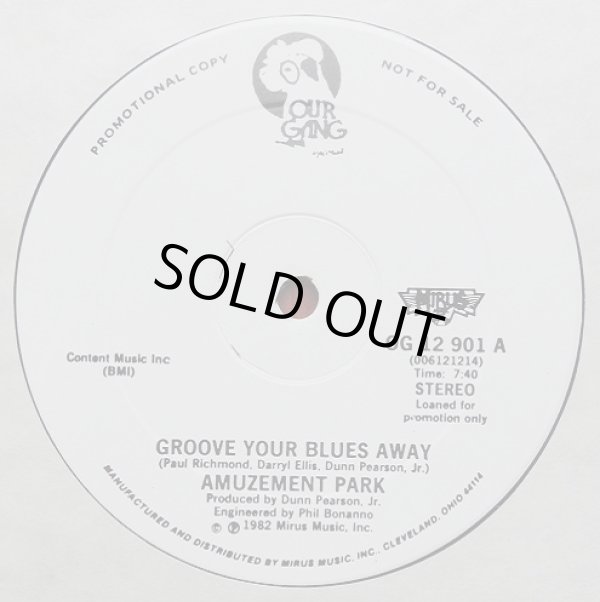 PROMOTIONAL COPY
NOT FOR SALE
OUR
GANG
MIRUS
OG 12 901 A
(006121214)
Time: 7:40
STEREO
Loaned for
promotion only
Content Music Inc
(BMI)
SOLD OUT
GROOVE YOUR BLUES AWAY
(Paul Richmond, Darryl Ellis, Dunn Pearson, Jr.)
AMUZEMENT PARK
Produced by Dunn Pearson, Jr.
Engineered by Phil Bonanno
© ℗ 1982 Mirus Music, Inc.
MANUFACTURED AND DISTRIBUTED BY MIRUS MUSIC, INC., CLEVELAND, OHIO 44114